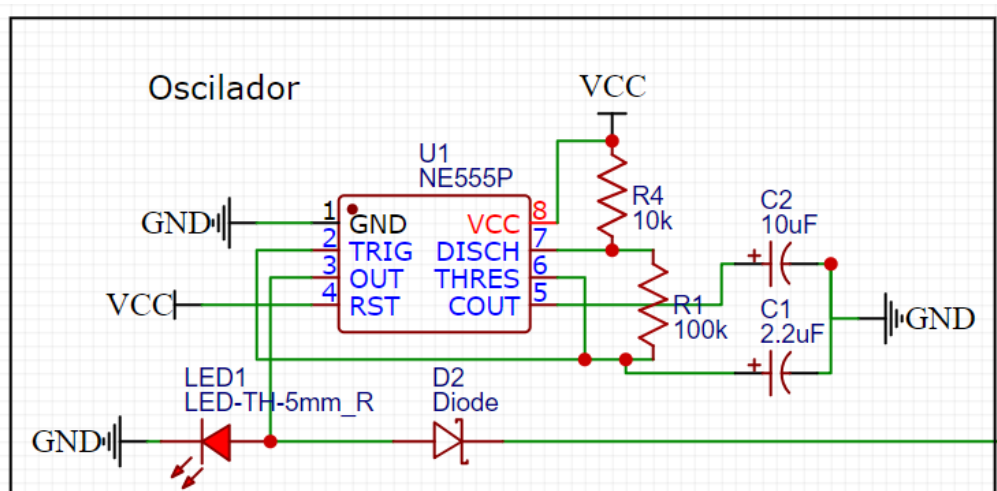 Oscilador
VCC
U1
NE555P
R4
10k
C2
10uF
GND
1
GND
VCC
8
2
TRIG
DISCH
7
3
OUT
THRES
6
VCC
4
RST
COUT
5
R1
100k
C1
2.2uF
GND
LED1
LED-TH-5mm_R
D2
Diode
GND